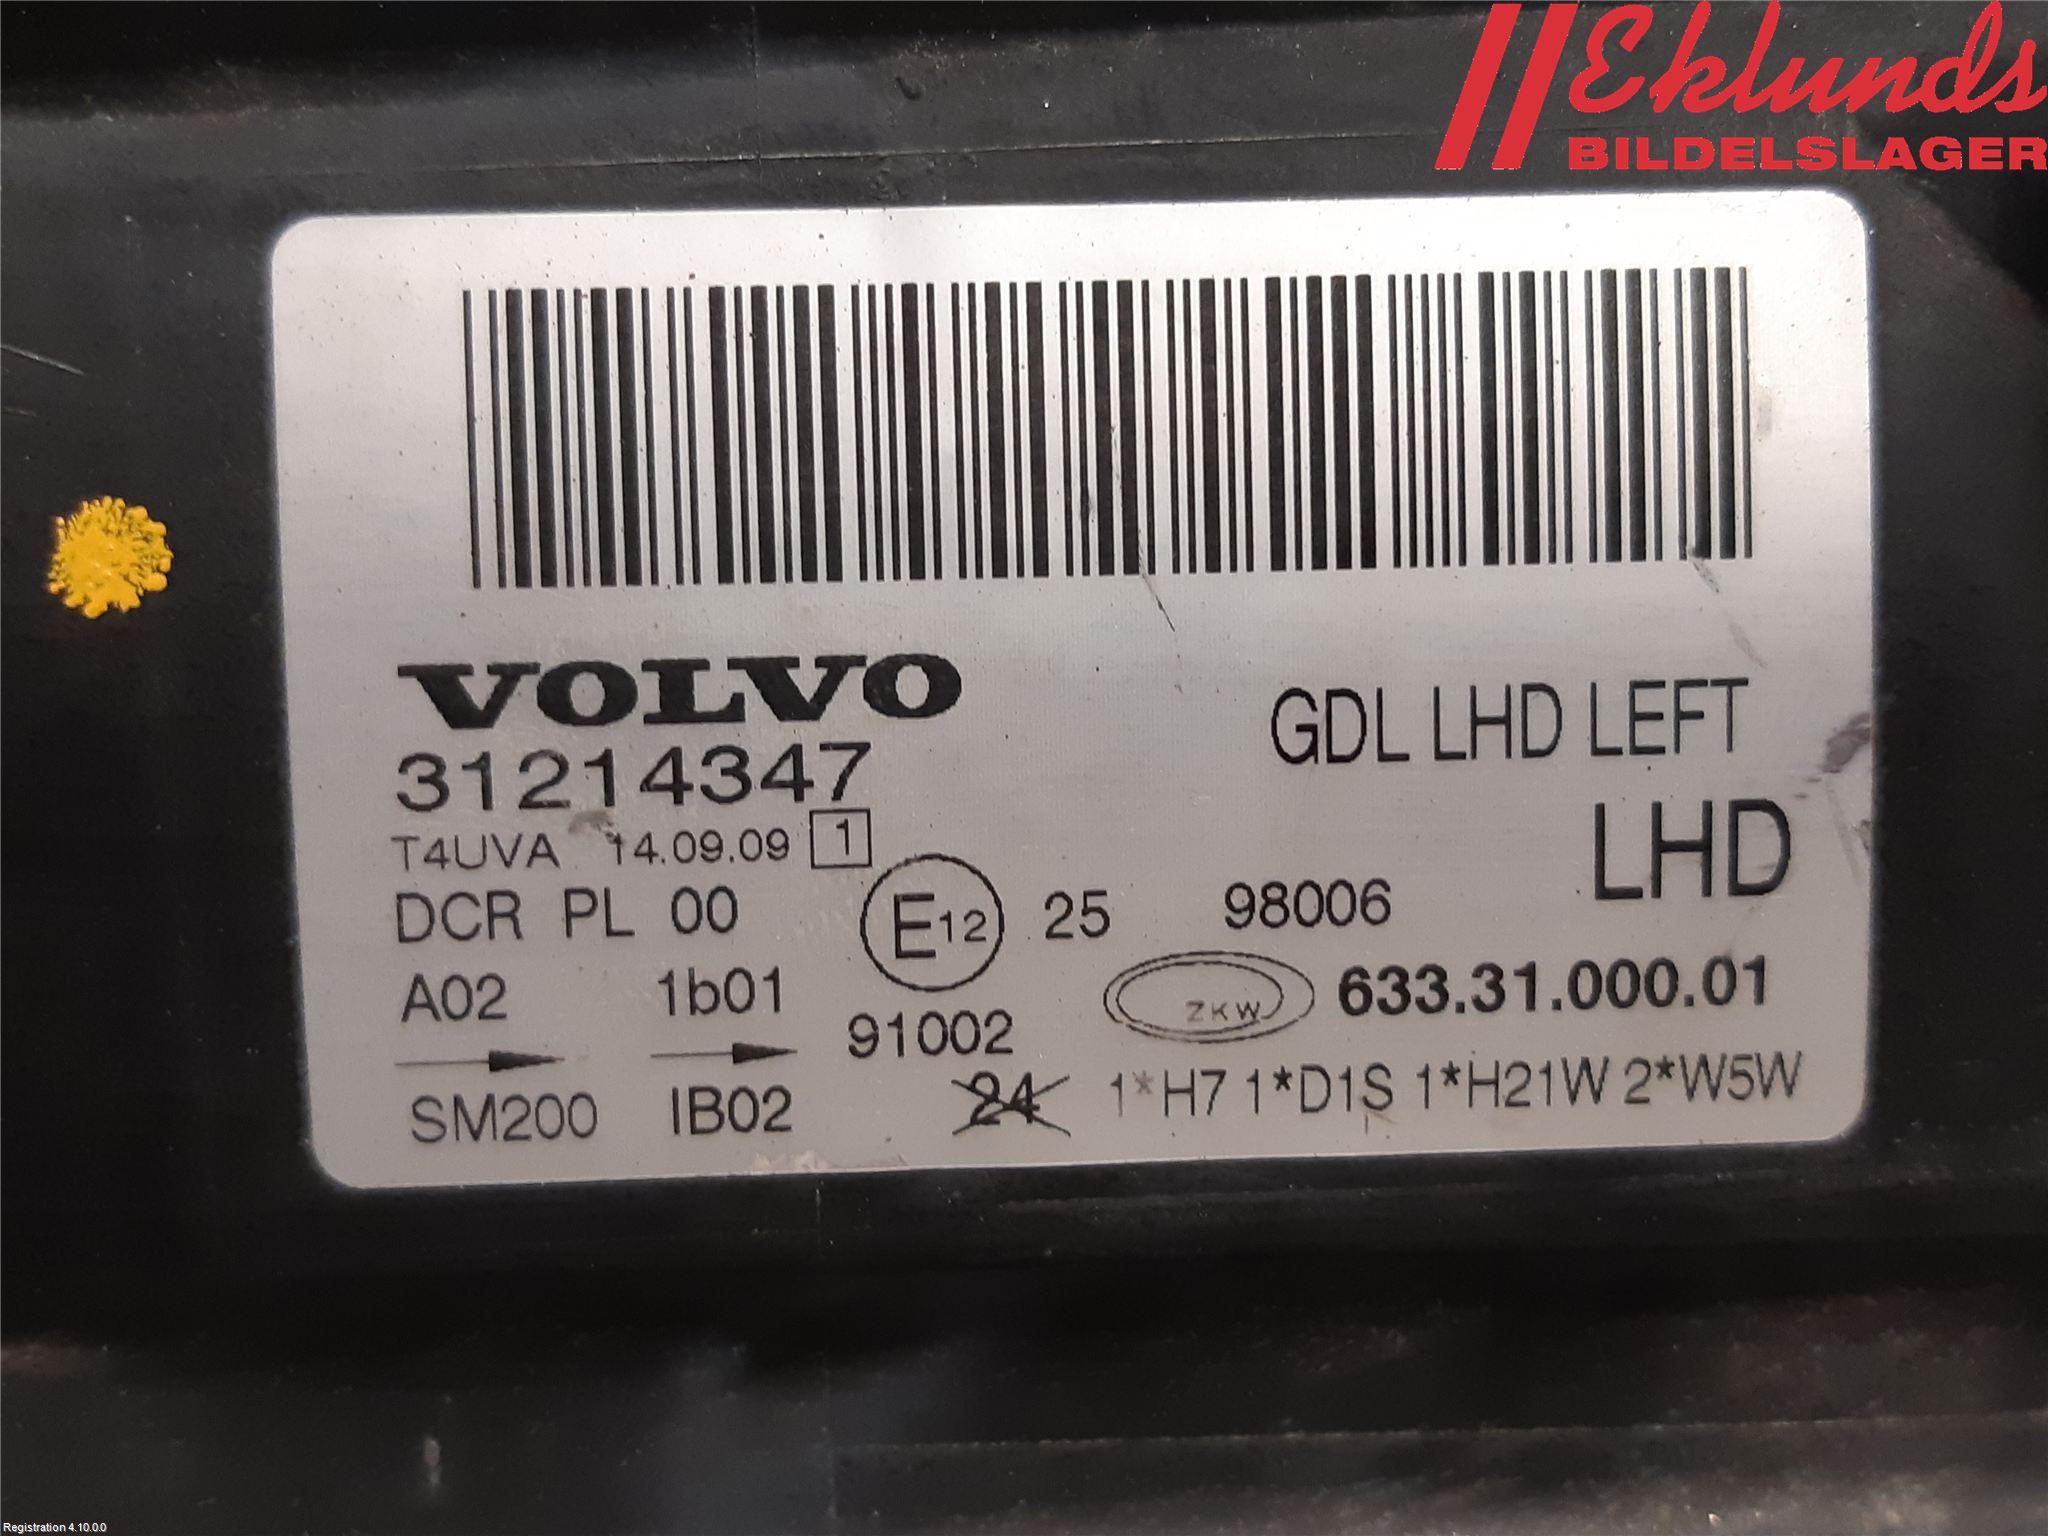 Eklunds
BILDELSLAGER
VOLVO
GDL LHD LEFT
31214347
LHD
T4UVA 14.09.09 1
DCR PL 00
E12 25 98006
A02 1b01
ZKW 633.31.000.01
91002
SM200 IB02
24 1*H7 1*D1S 1*H21W 2*W5W
Registration 4.10.0.0